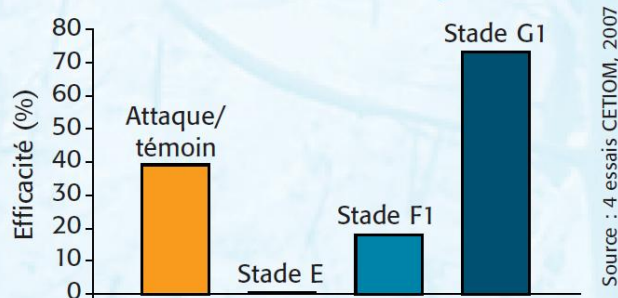 Efficacité (%)
80
70
60
50
40
30
20
10
0
Attaque/
témoin
Stade E
Stade F1
Stade G1
Source : 4 essais CETIOM, 2007